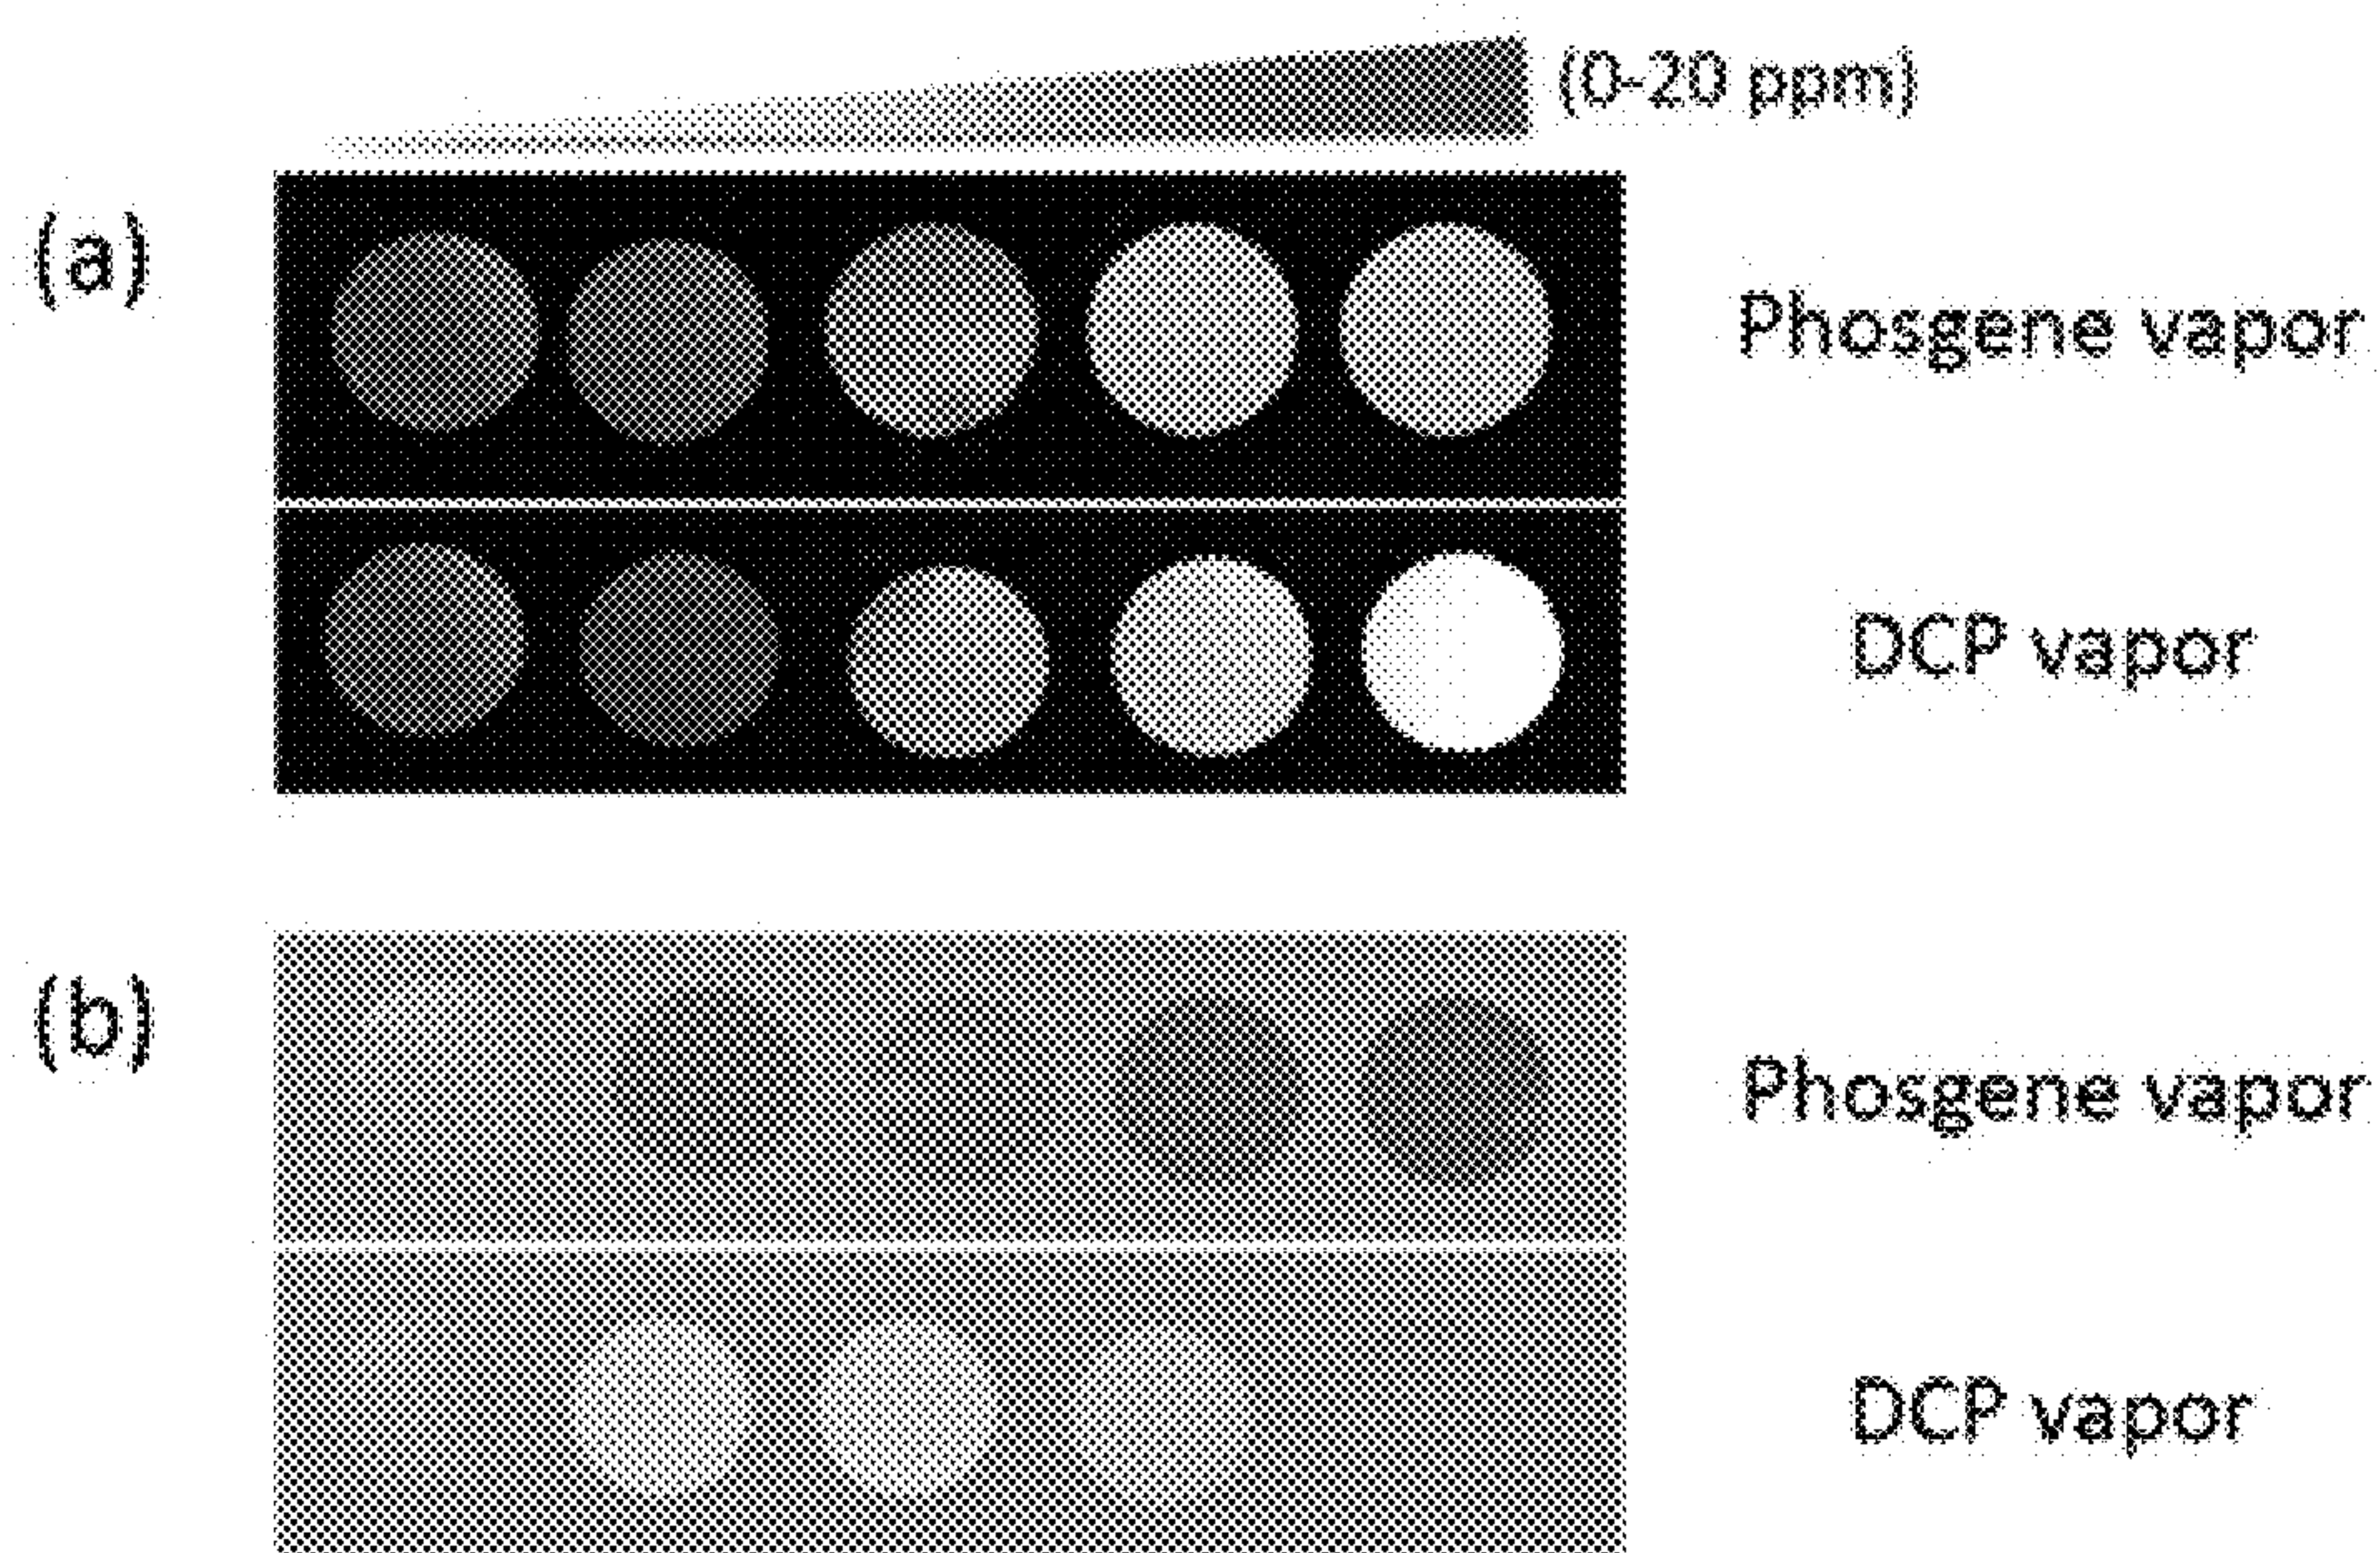 (0-20 ppm)
(a)
Phosgene vapor
DCP vapor
(b)
Phosgene vapor
DCP vapor